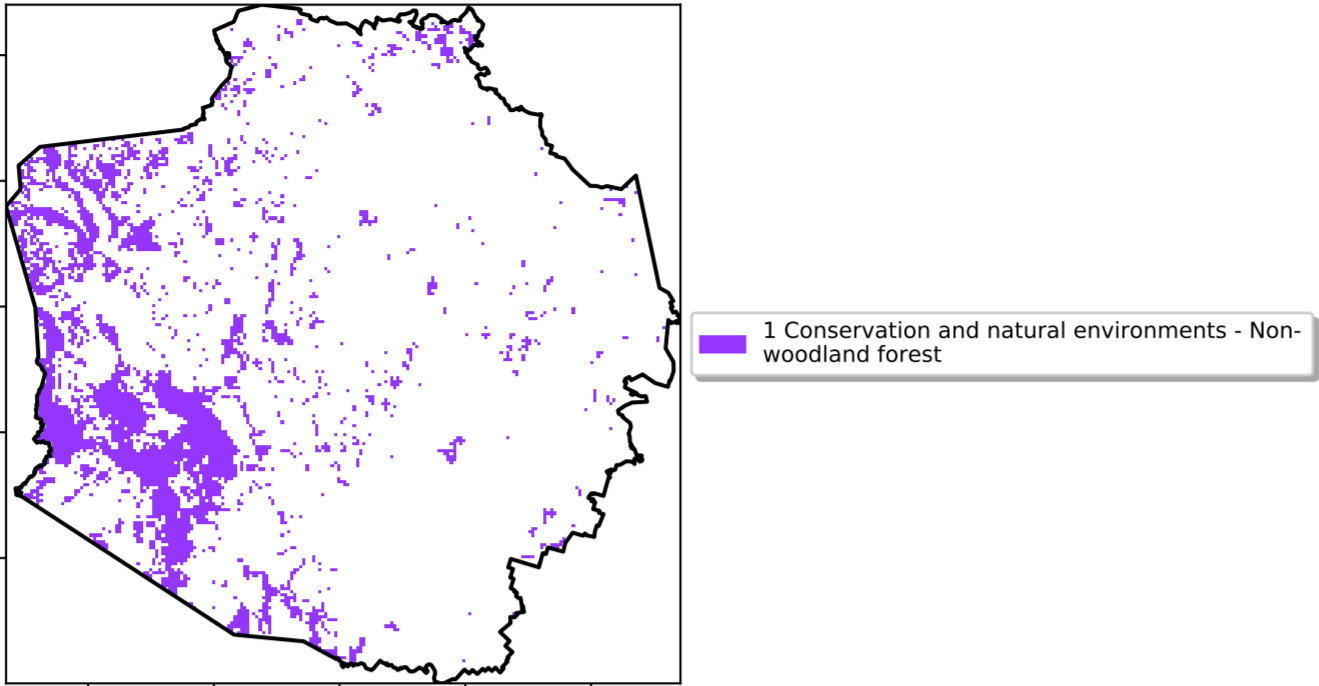 1 Conservation and natural environments - Non-
woodland forest